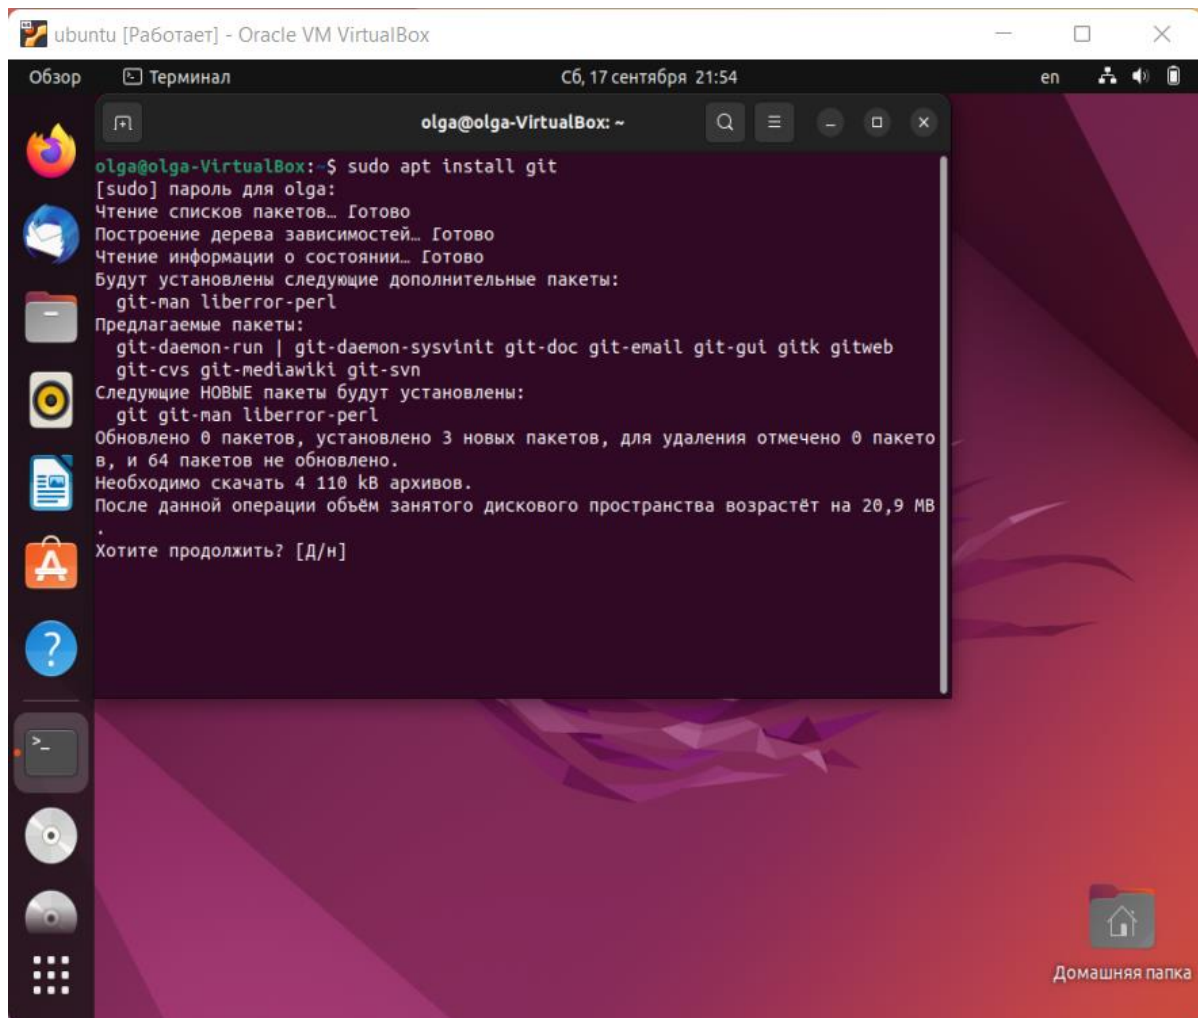 ubuntu [Работает] - Oracle VM VirtualBox
Обзор Терминал Сб, 17 сентября 21:54 en
olga@olga-VirtualBox: ~
olga@olga-VirtualBox:~$ sudo apt install git
[sudo] пароль для olga:
Чтение списков пакетов… Готово
Построение дерева зависимостей… Готово
Чтение информации о состоянии… Готово
Будут установлены следующие дополнительные пакеты:
git-man liberror-perl
Предлагаемые пакеты:
git-daemon-run | git-daemon-sysvinit git-doc git-email git-gui gitk gitweb
git-cvs git-mediawiki git-svn
Следующие НОВЫЕ пакеты будут установлены:
git git-man liberror-perl
Обновлено 0 пакетов, установлено 3 новых пакетов, для удаления отмечено 0 пакето
в, и 64 пакетов не обновлено.
Необходимо скачать 4 110 kB архивов.
После данной операции объём занятого дискового пространства возрастёт на 20,9 MB
.
Хотите продолжить? [Д/н]
Домашняя папка